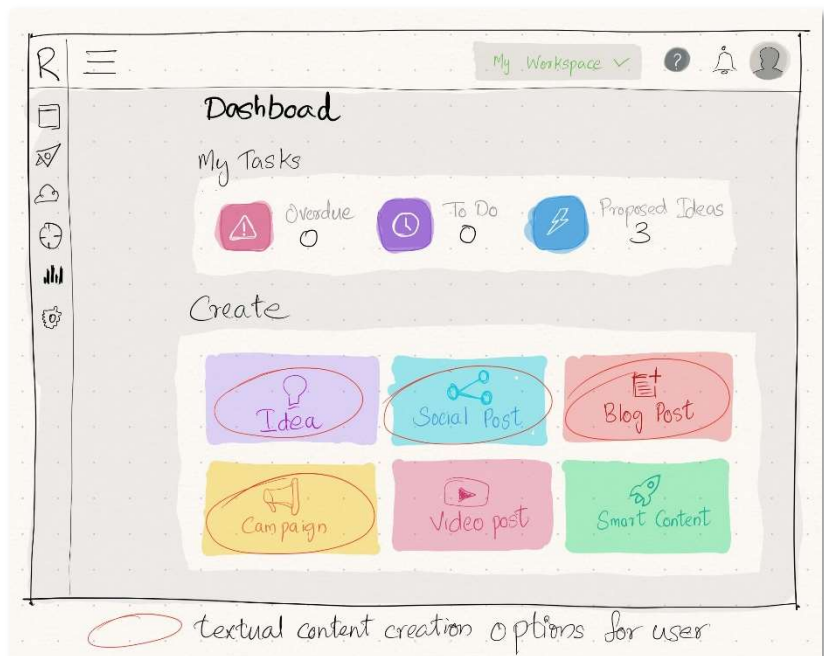 R My Workspace ?
Dashboad
My Tasks
Overdue To Do Proposed Ideas
0 0 3
Create
Idea Social Post Blog Post
Campaign Video post Smart Content
textual content creation options for user